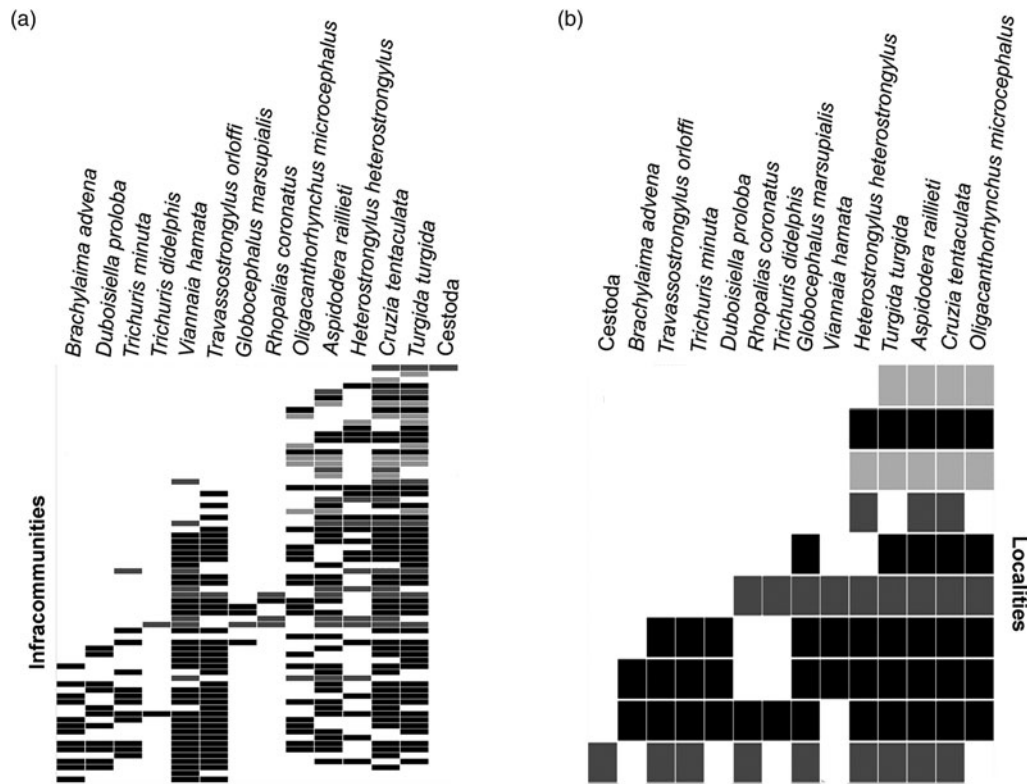 (a)
Brachylaima advena
Duboisiella proloba
Trichuris minuta
Trichuris didelphis
Viannaia hamata
Travassostrongylus orloffi
Globocephalus marsupialis
Rhopalias coronatus
Oligacanthorhynchus microcephalus
Aspidodera raillieti
Heterostrongylus heterostrongylus
Cruzia tentaculata
Turgida turgida
Cestoda
Infracommunities
(b)
Cestoda
Brachylaima advena
Travassostrongylus orloffi
Trichuris minuta
Duboisiella proloba
Rhopalias coronatus
Trichuris didelphis
Globocephalus marsupialis
Viannaia hamata
Heterostrongylus heterostrongylus
Turgida turgida
Aspidodera raillieti
Cruzia tentaculata
Oligacanthorhynchus microcephalus
Localities